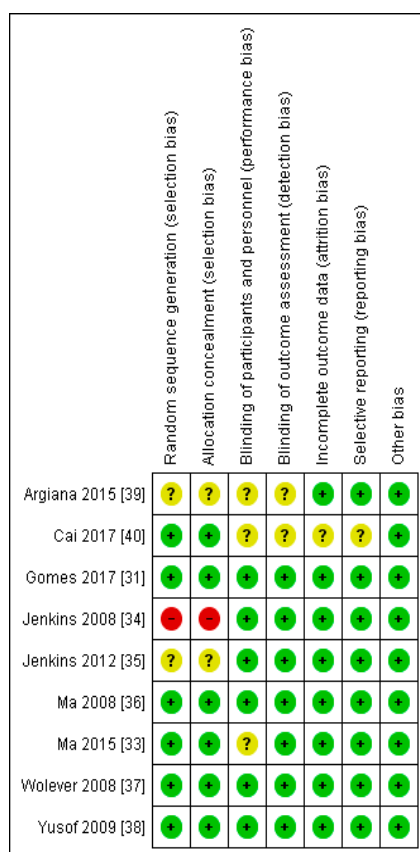 Random sequence generation (selection bias)
Allocation concealment (selection bias)
Blinding of participants and personnel (performance bias)
Blinding of outcome assessment (detection bias)
Incomplete outcome data (attrition bias)
Selective reporting (reporting bias)
Other bias
Argiana 2015 [39] ? ? ? ? + + +
Cai 2017 [40] + + ? ? ? ? +
Gomes 2017 [31] + + + + + + +
Jenkins 2008 [34] - - + + + + +
Jenkins 2012 [35] ? ? + + + + +
Ma 2008 [36] + + + + + + +
Ma 2015 [33] + + ? + + + +
Wolever 2008 [37] + + + + + + +
Yusof 2009 [38] + + + + + + +